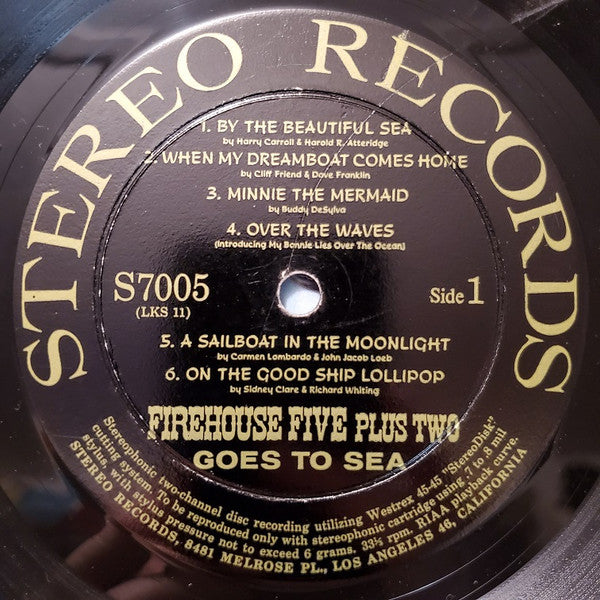 STEREO RECORDS
1. BY THE BEAUTIFUL SEA
by Harry Carroll & Harold R. Atteridge
2. WHEN MY DREAMBOAT COMES HOME
by Cliff Friend & Dave Franklin
3. MINNIE THE MERMAID
by Buddy DeSylva
4. OVER THE WAVES
(Introducing My Bonnie Lies Over The Ocean)
S7005
(LKS 11)
Side 1
5. A SAILBOAT IN THE MOONLIGHT
by Carmen Lombardo & John Jacob Loeb
6. ON THE GOOD SHIP LOLLIPOP
by Sidney Clare & Richard Whiting
FIREHOUSE FIVE PLUS TWO
GOES TO SEA
Stereophonic two-channel disc recording utilizing Westrex 45-45 "StereoDisk"
cutting system. To be reproduced only with stereophonic cartridge using .7 to .8 mil
stylus, with stylus pressure not to exceed 6 grams. 33⅓ rpm. RIAA playback curve.
STEREO RECORDS, 8481 MELROSE PL., LOS ANGELES 46, CALIFORNIA